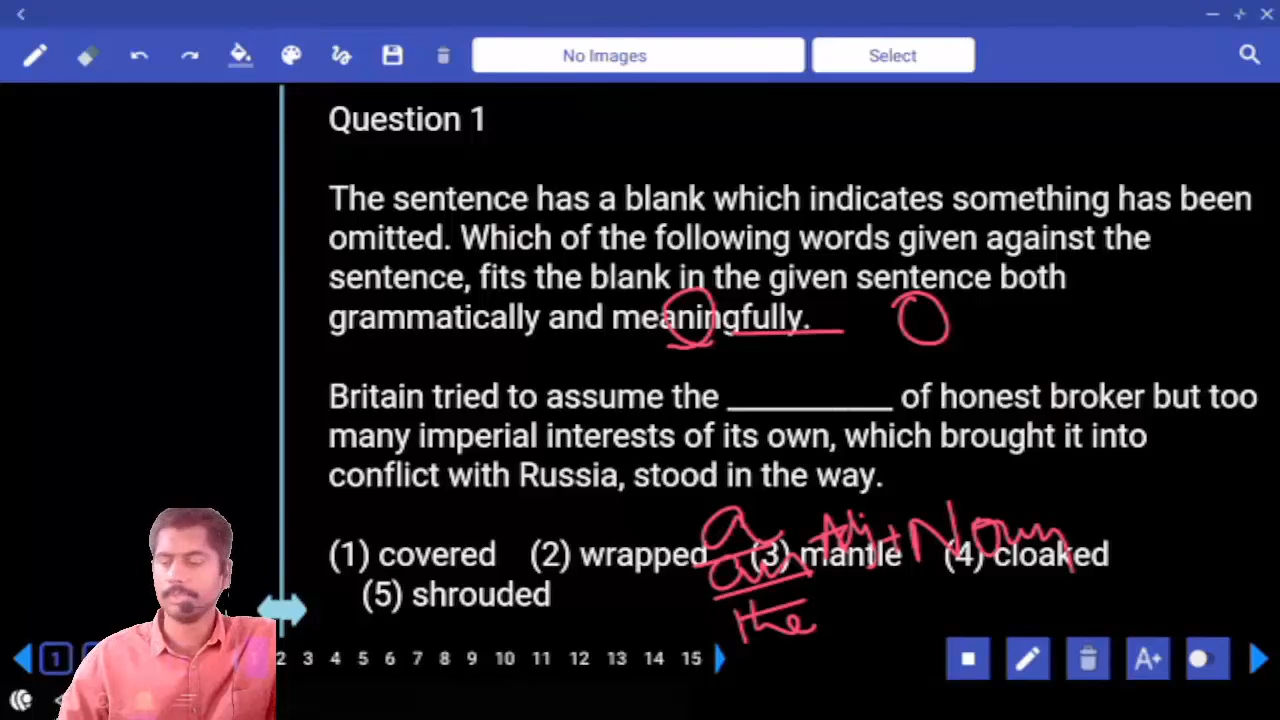 No Images
Select
Question 1
The sentence has a blank which indicates something has been
omitted. Which of the following words given against the
sentence, fits the blank in the given sentence both
grammatically and meaningfully.
Britain tried to assume the __________ of honest broker but too
many imperial interests of its own, which brought it into
conflict with Russia, stood in the way.
a
Adj + Noun
(1) covered (2) wrapped (3) mantle (4) cloaked
an
(5) shrouded
the
1 1 2 3 4 5 6 7 8 9 10 11 12 13 14 15
A+